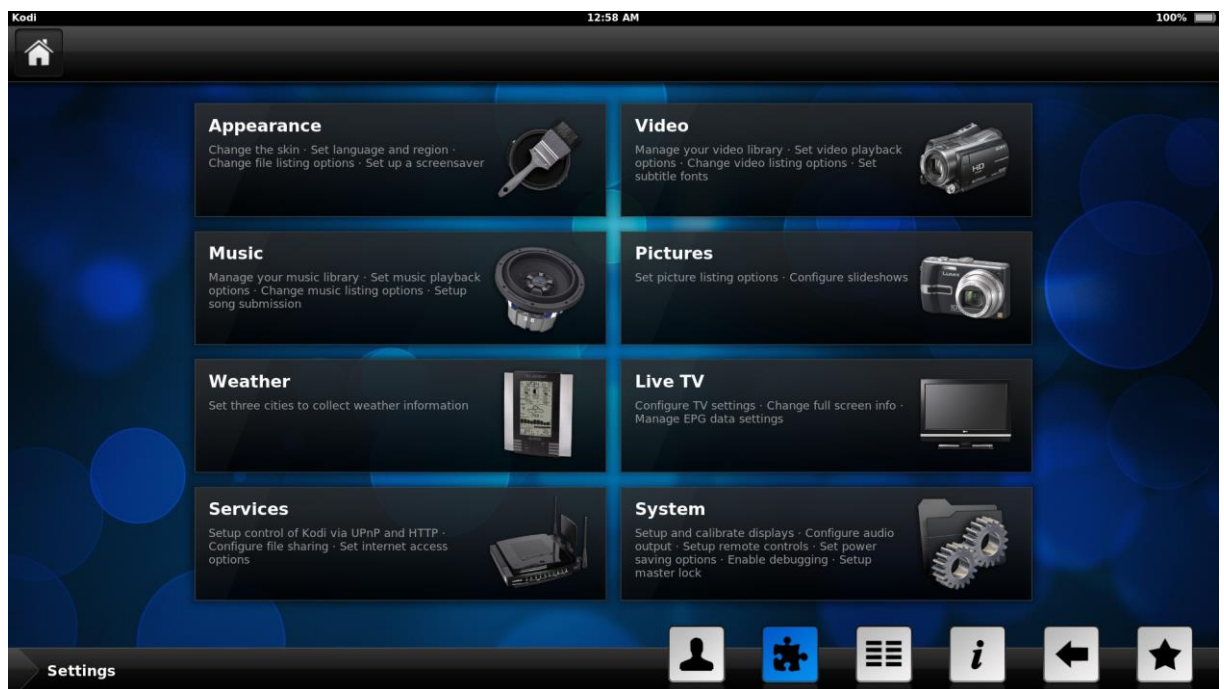 Kodi
12:58 AM
100%
Appearance
Change the skin · Set language and region ·
Change file listing options · Set up a screensaver
Video
Manage your video library · Set video playback
options · Change video listing options · Set
subtitle fonts
HD
Music
Manage your music library · Set music playback
options · Change music listing options · Setup
song submission
Pictures
Set picture listing options · Configure slideshows
Weather
Set three cities to collect weather information
Live TV
Configure TV settings · Change full screen info ·
Manage EPG data settings
Services
Setup control of Kodi via UPnP and HTTP ·
Configure file sharing · Set internet access
options
System
Setup and calibrate displays · Configure audio
output · Setup remote controls · Set power
saving options · Enable debugging · Setup
master lock
Settings